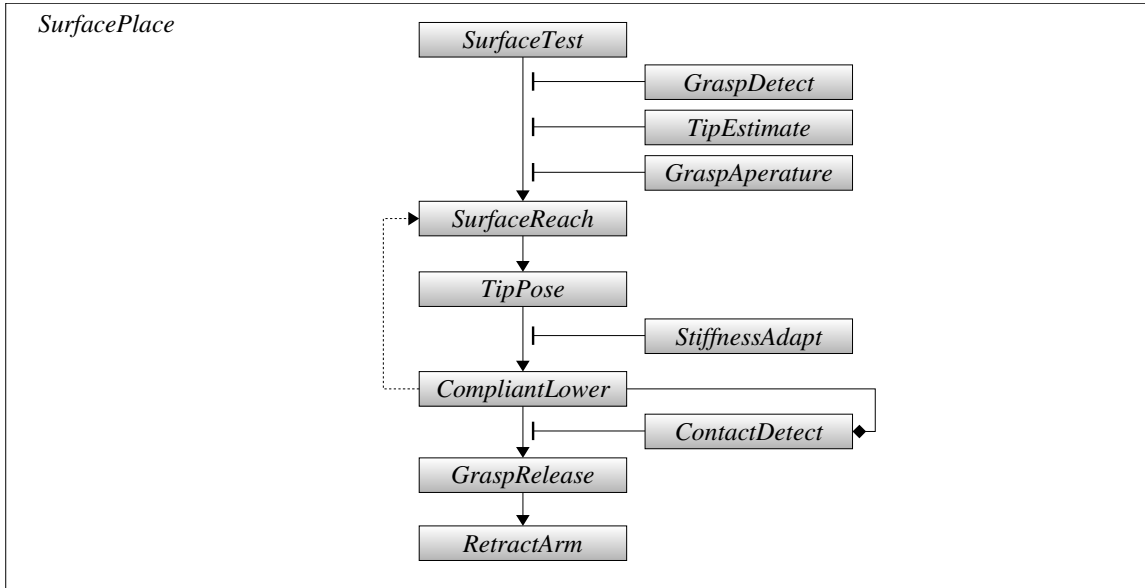 SurfacePlace
SurfaceTest
GraspDetect
TipEstimate
GraspAperature
SurfaceReach
TipPose
StiffnessAdapt
CompliantLower
ContactDetect
GraspRelease
RetractArm